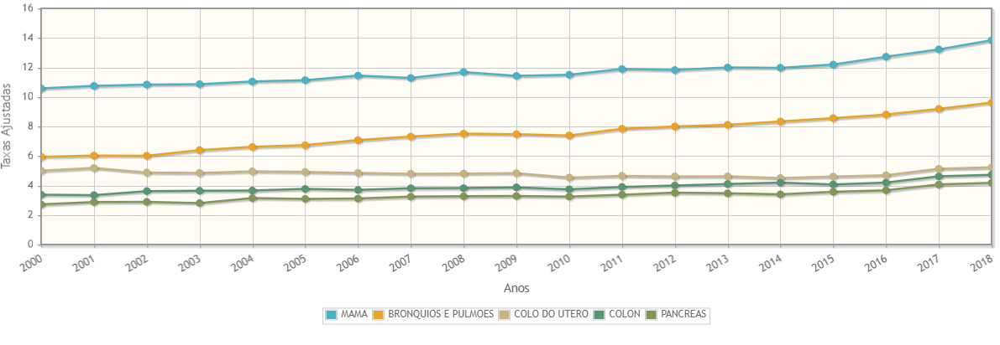 16
14
12
10
8
6
4
2
0
Taxas Ajustadas
2000 2001 2002 2003 2004 2005 2006 2007 2008 2009 2010 2011 2012 2013 2014 2015 2016 2017 2018
Anos
MAMA BRONQUIOS E PULMOES COLO DO UTERO COLON PANCREAS